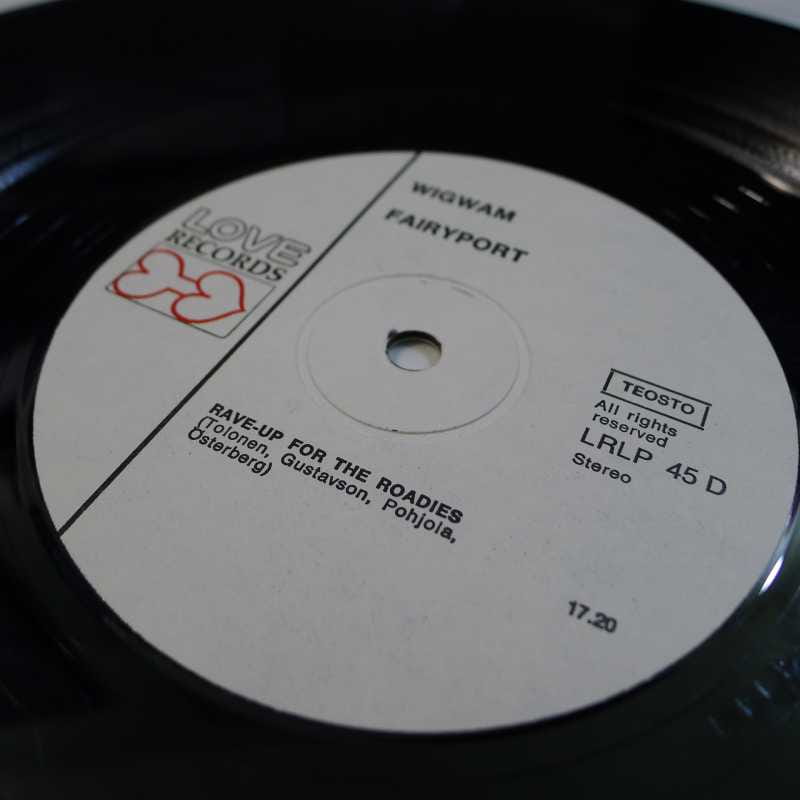 LOVE
RECORDS
WIGWAM
FAIRYPORT
TEOSTO
All rights
reserved
LRLP 45 D
Stereo
RAVE-UP FOR THE ROADIES
(Tolonen, Gustavson, Pohjola,
Österberg)
17.20